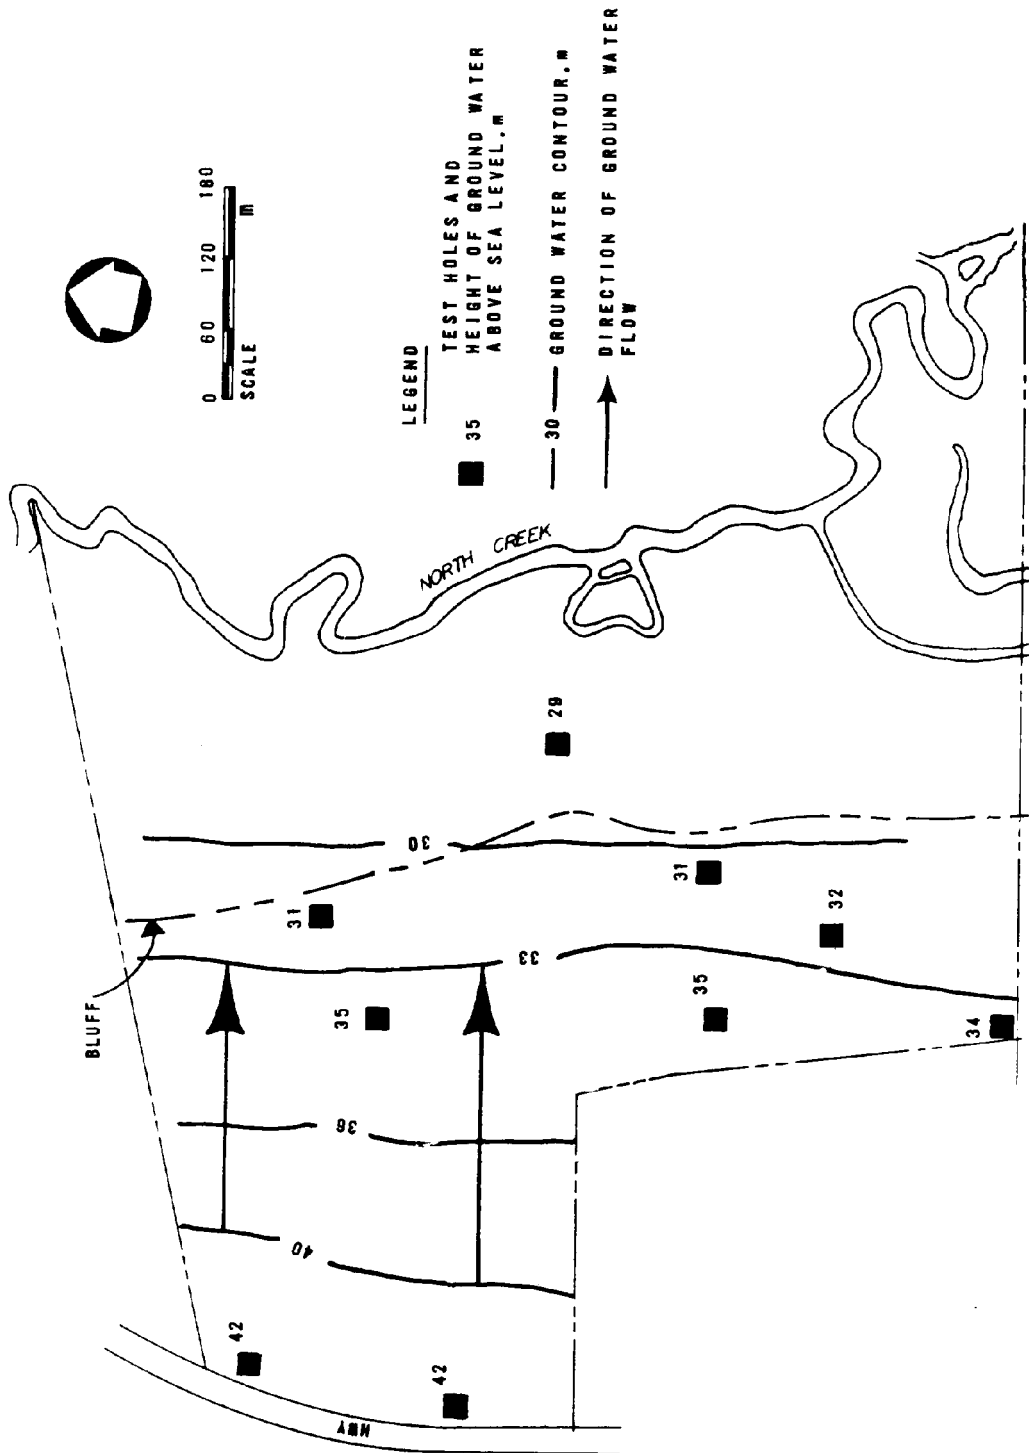 0 60 120 180
m
SCALE
LEGEND
35
TEST HOLES AND
HEIGHT OF GROUND WATER
ABOVE SEA LEVEL, m
30
GROUND WATER CONTOUR, m
DIRECTION OF GROUND WATER
FLOW
NORTH CREEK
29
30
31
31
32
33
35
35
34
BLUFF
36
40
42
42
HWY